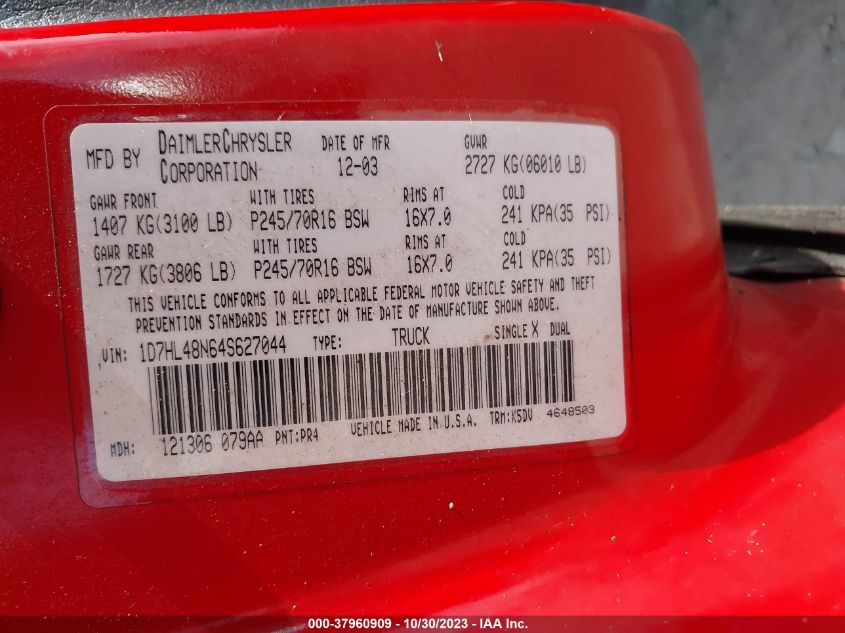 MFD BY DAIMLERCHRYSLER CORPORATION DATE OF MFR 12-03 GVWR 2727 KG(06010 LB)
GAWR FRONT WITH TIRES RIMS AT COLD
1407 KG(3100 LB) P245/70R16 BSW 16X7.0 241 KPA(35 PSI)
GAWR REAR WITH TIRES RIMS AT COLD
1727 KG(3806 LB) P245/70R16 BSW 16X7.0 241 KPA(35 PSI)
THIS VEHICLE CONFORMS TO ALL APPLICABLE FEDERAL MOTOR VEHICLE SAFETY AND THEFT
PREVENTION STANDARDS IN EFFECT ON THE DATE OF MANUFACTURE SHOWN ABOVE.
VIN: 1D7HL48N64S627044 TYPE: TRUCK SINGLE X DUAL
MDH: 121306 079AA PNT:PR4 VEHICLE MADE IN U.S.A. TRM:K5DV 4648503
000-37960909 - 10/30/2023 - IAA Inc.